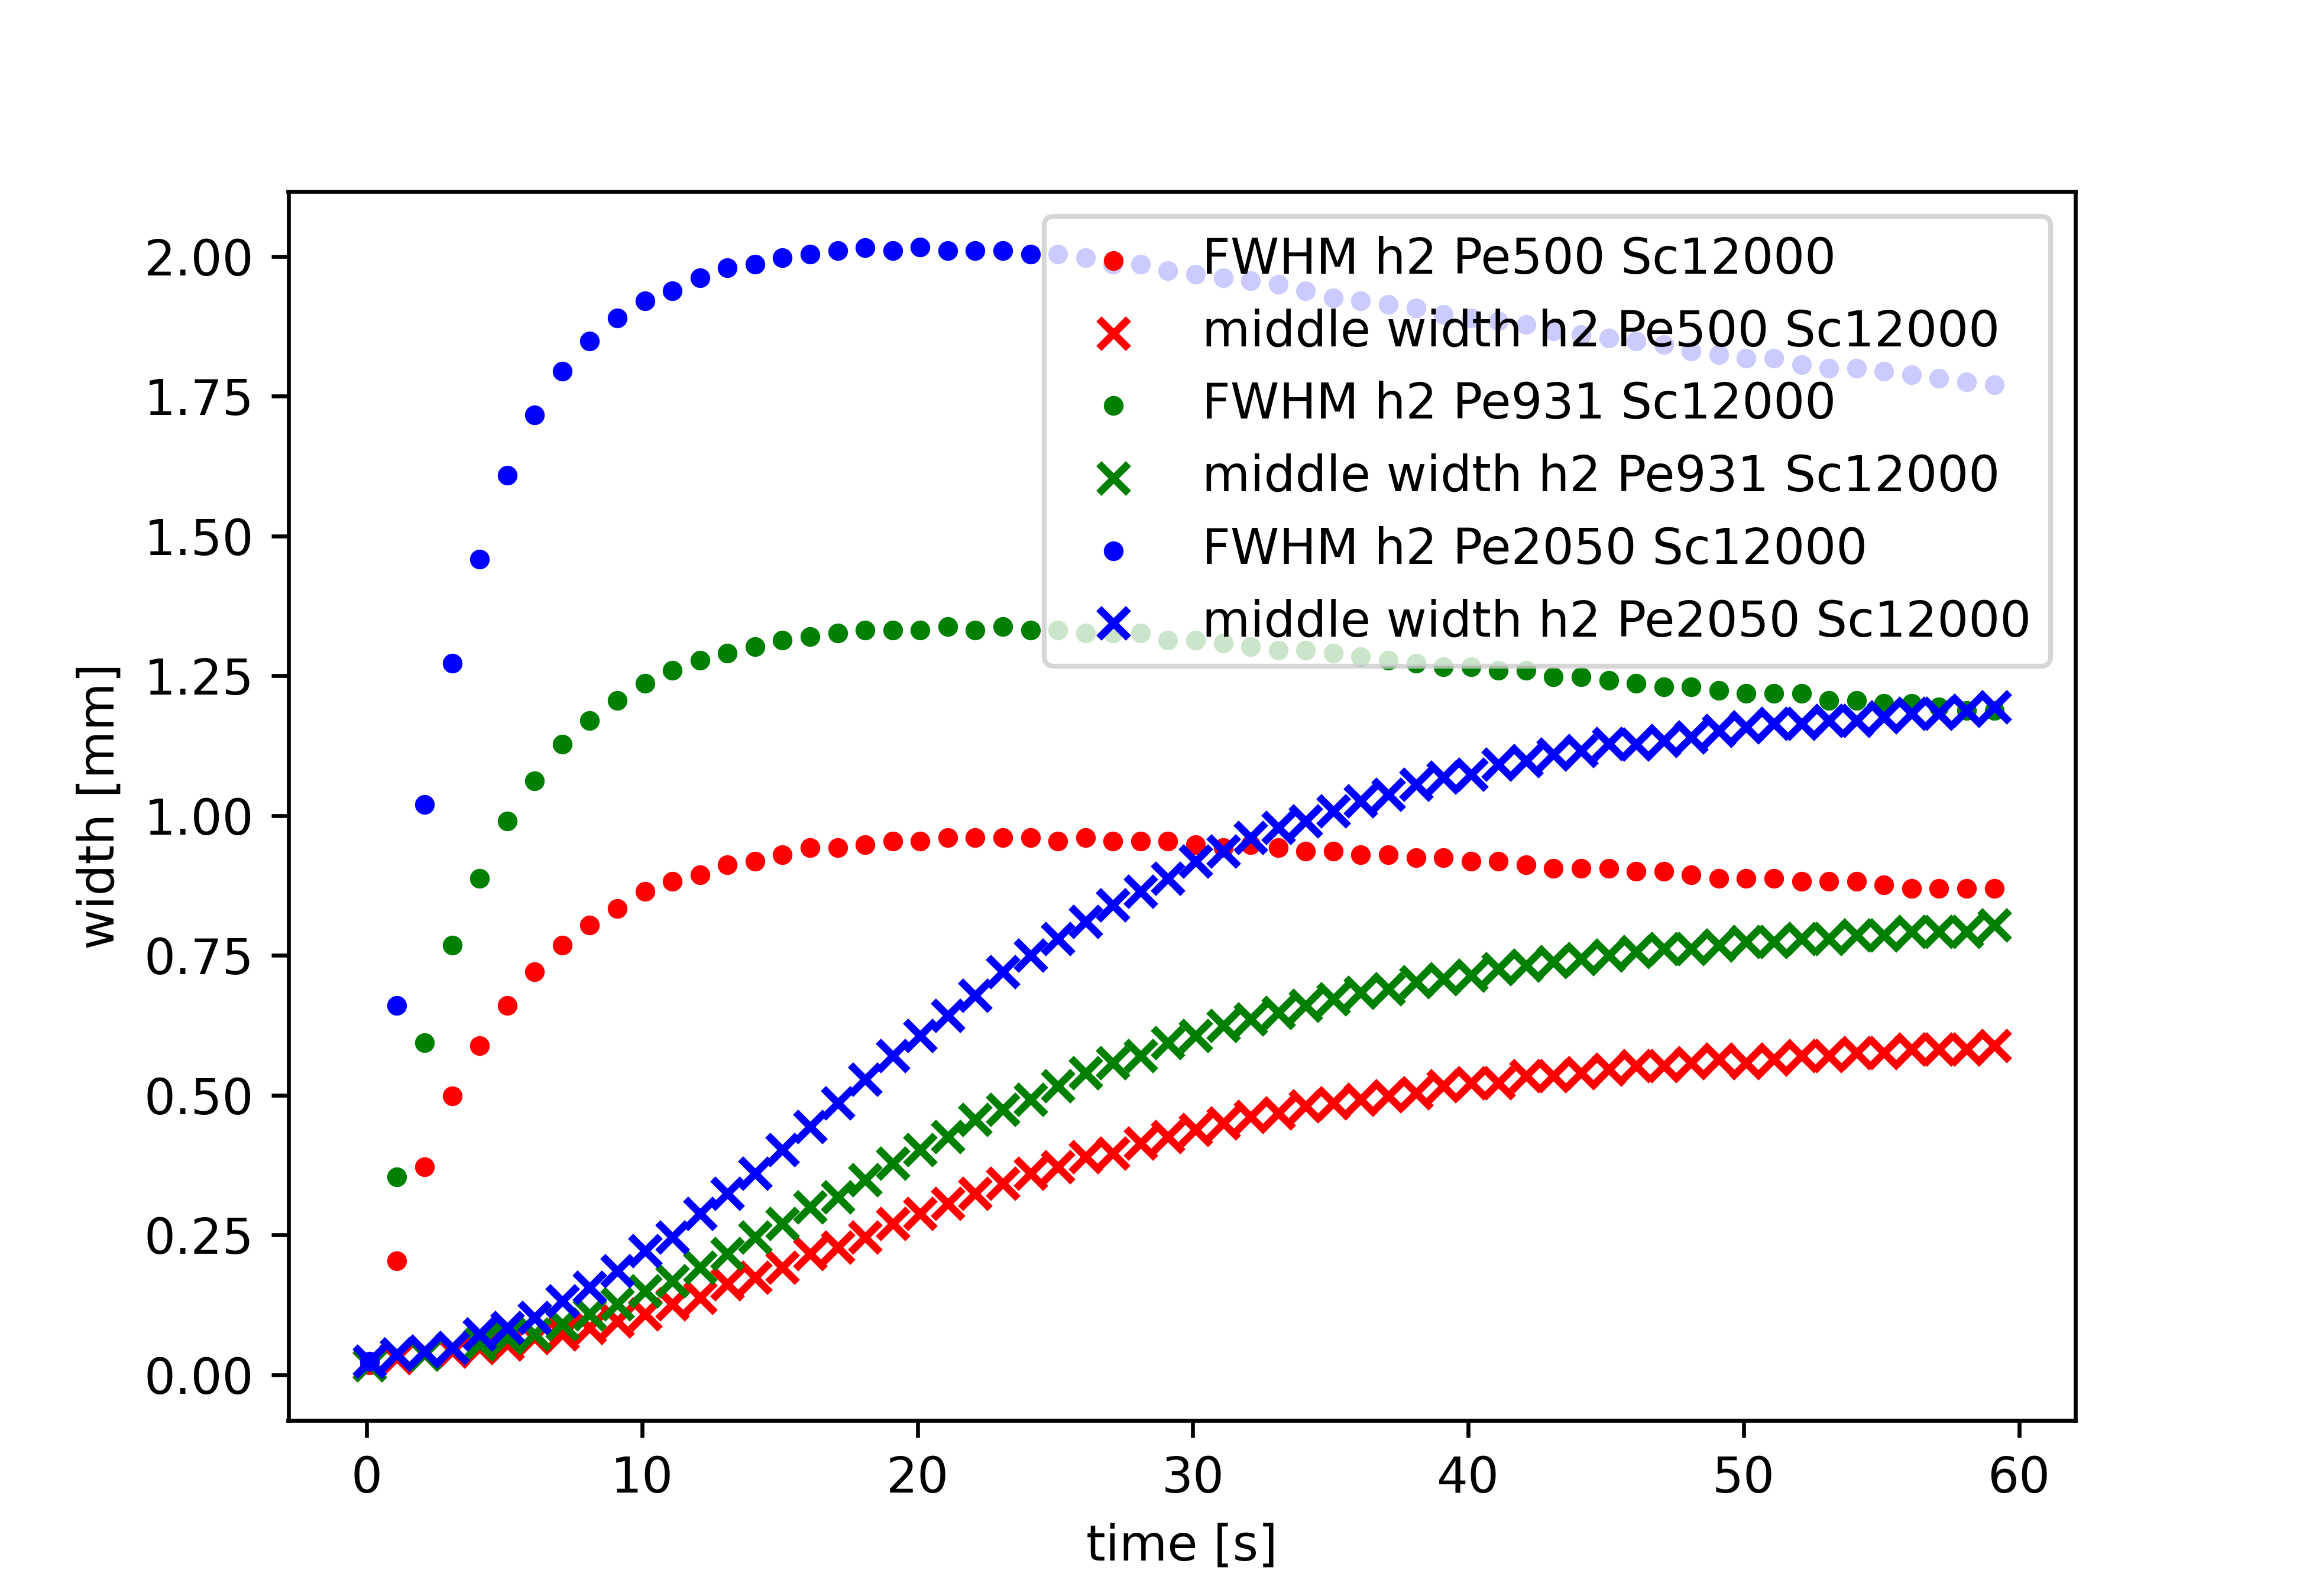 2.00
1.75
1.50
1.25
1.00
0.75
0.50
0.25
0.00
width [mm]
FWHM h2 Pe500 Sc12000
middle width h2 Pe500 Sc12000
FWHM h2 Pe931 Sc12000
middle width h2 Pe931 Sc12000
FWHM h2 Pe2050 Sc12000
middle width h2 Pe2050 Sc12000
0 10 20 30 40 50 60
time [s]